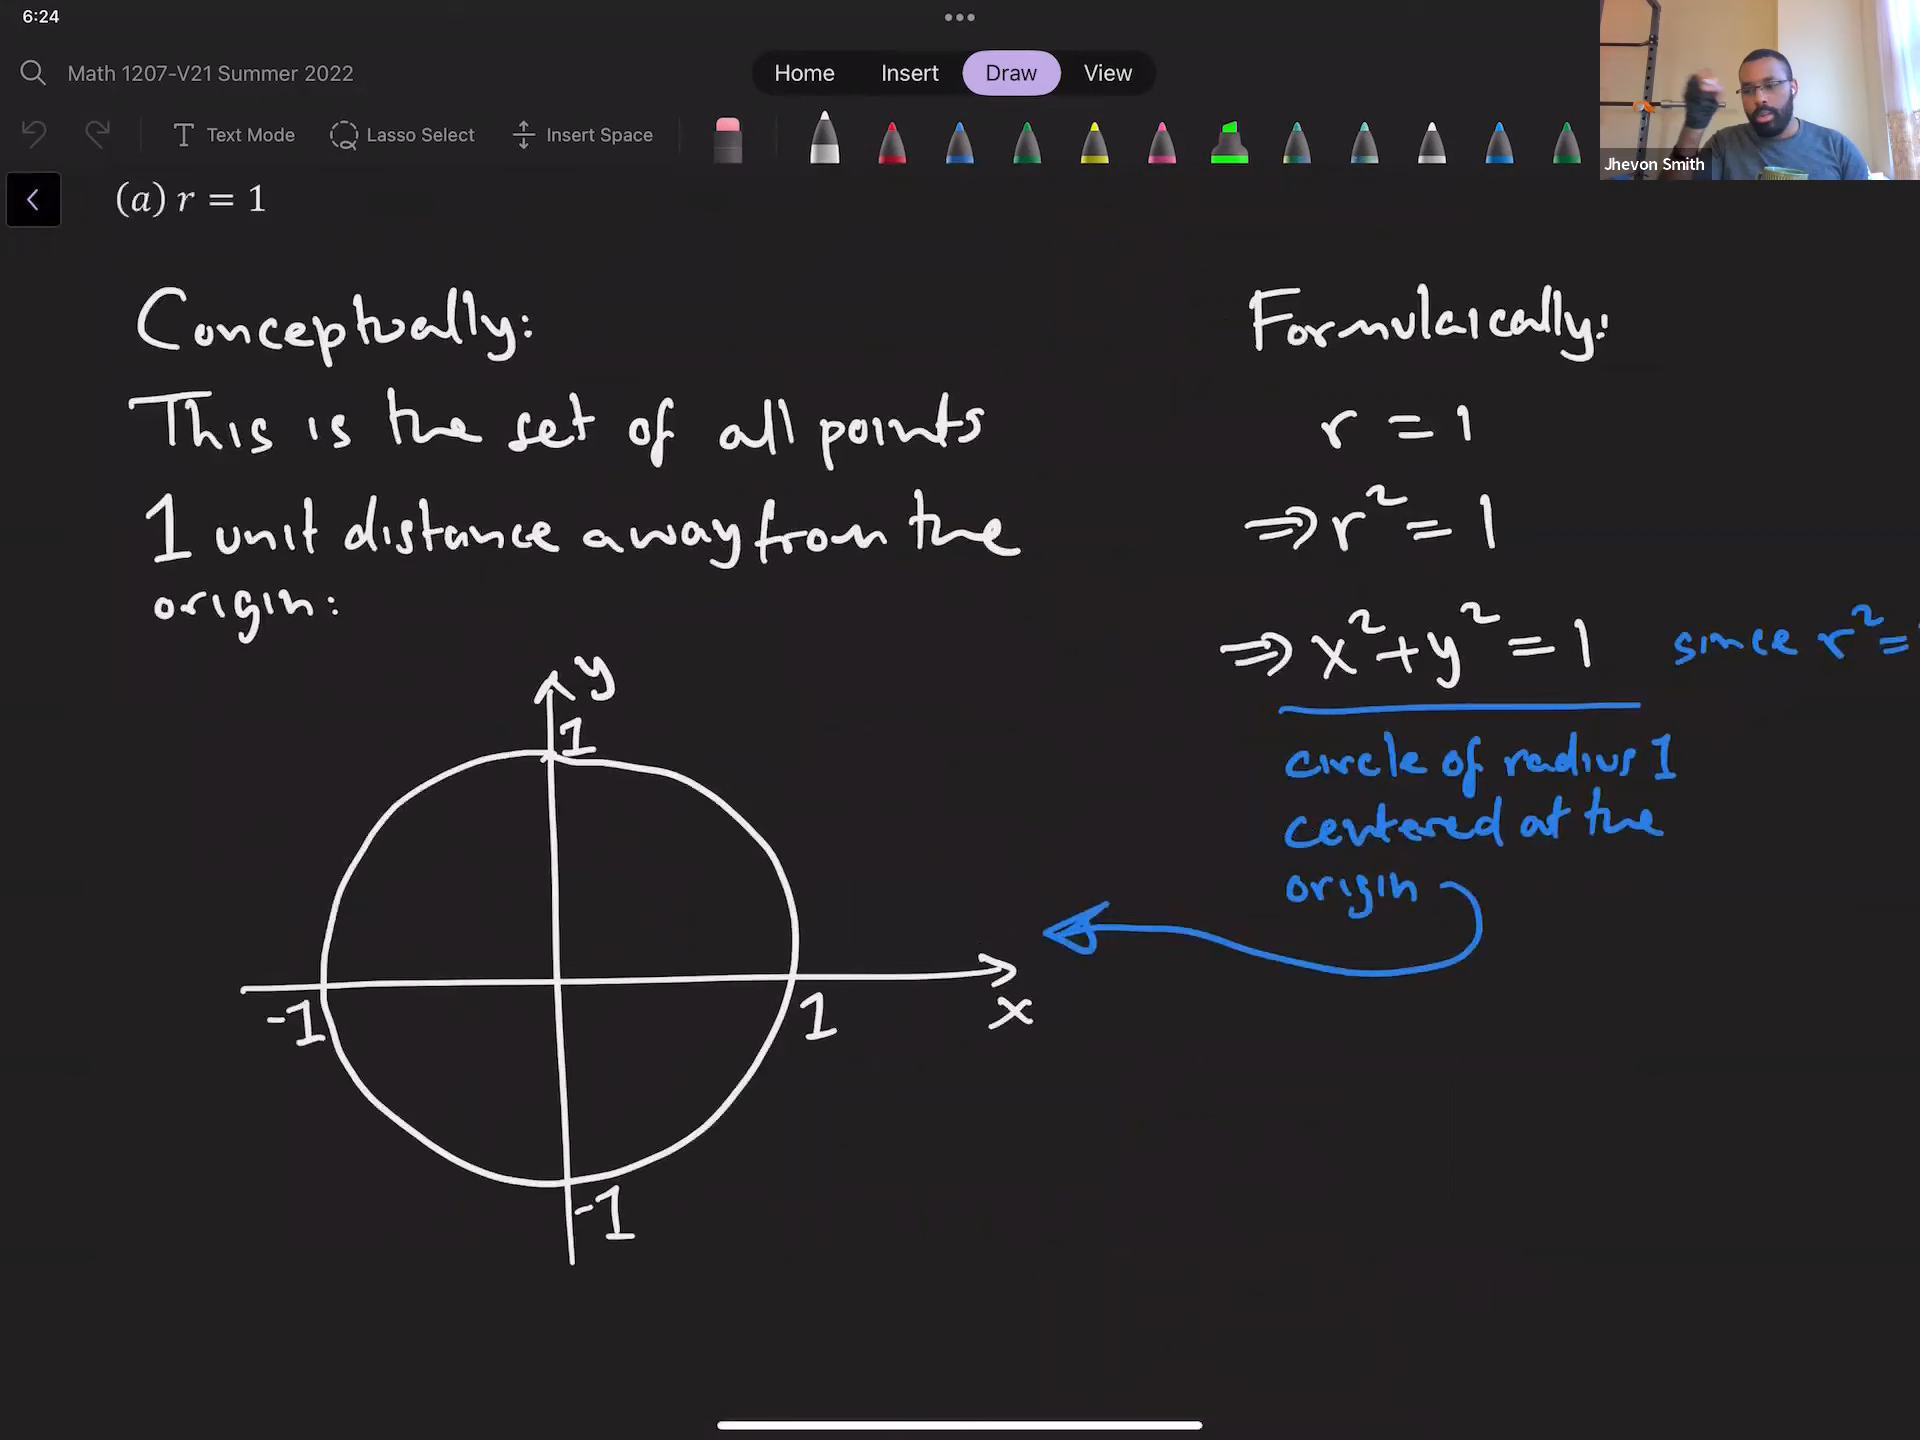 6:24
Math 1207-V21 Summer 2022
Home Insert Draw View
Text Mode Lasso Select Insert Space
Jhevon Smith
(a) r = 1
Conceptually:
This is the set of all points
1 unit distance away from the
origin:
y
1
-1
1
x
-1
Formulaically:
r = 1
⇒ r² = 1
⇒ x² + y² = 1 since r² =
circle of radius 1
centered at the
origin